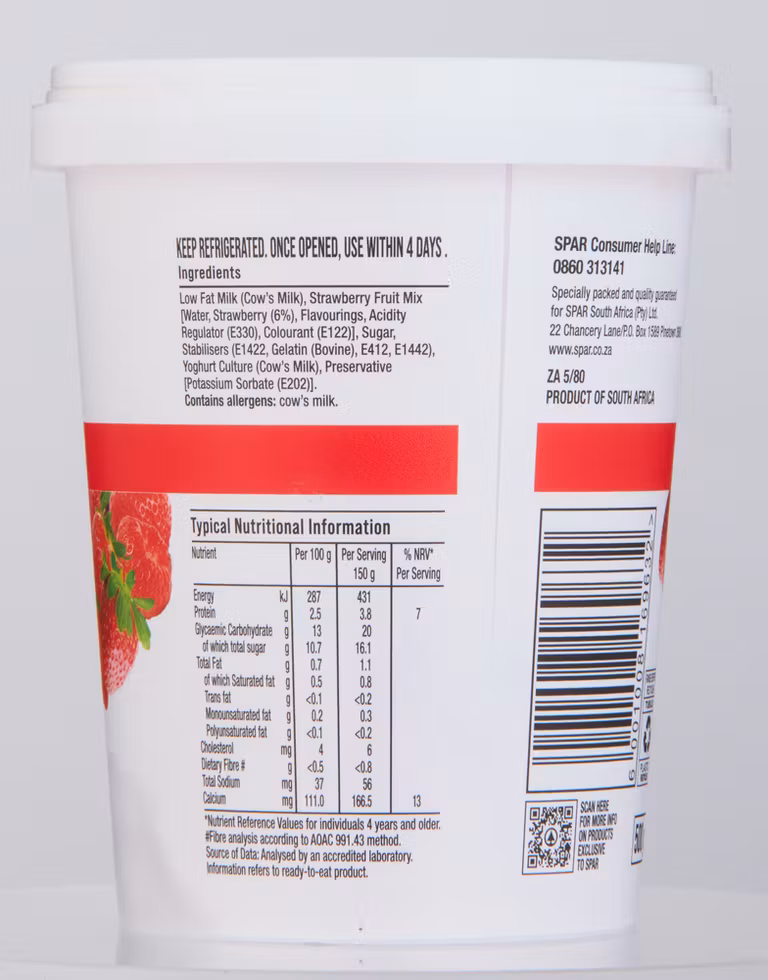 KEEP REFRIGERATED. ONCE OPENED, USE WITHIN 4 DAYS.
Ingredients
Low Fat Milk (Cow's Milk), Strawberry Fruit Mix
[Water, Strawberry (6%), Flavourings, Acidity
Regulator (E330), Colourant (E122)], Sugar,
Stabilisers (E1422, Gelatin (Bovine), E412, E1442),
Yoghurt Culture (Cow's Milk), Preservative
[Potassium Sorbate (E202)].
Contains allergens: cow's milk.
Typical Nutritional Information
Nutrient Per 100 g Per Serving 150 g % NRV* Per Serving
Energy kJ 287 431
Protein g 2.5 3.8 7
Glycaemic Carbohydrate g 13 20
of which total sugar g 10.7 16.1
Total Fat g 0.7 1.1
of which Saturated fat g 0.5 0.8
Trans fat g <0.1 <0.2
Monounsaturated fat g 0.2 0.3
Polyunsaturated fat g <0.1 <0.2
Cholesterol mg 4 6
Dietary Fibre # g <0.5 <0.8
Total Sodium mg 37 56
Calcium mg 111.0 166.5 13
*Nutrient Reference Values for individuals 4 years and older.
#Fibre analysis according to AOAC 991.43 method.
Source of Data: Analysed by an accredited laboratory.
Information refers to ready-to-eat product.
SPAR Consumer Help Line:
0860 313141
Specially packed and quality guaranteed
for SPAR South Africa (Pty) Ltd.
22 Chancery Lane/P.O. Box 1589 Pinetown
www.spar.co.za
ZA 5/80
PRODUCT OF SOUTH AFRICA
6 001008 169632 >
SCAN HERE
FOR MORE INFO
ON PRODUCTS
EXCLUSIVE
TO SPAR